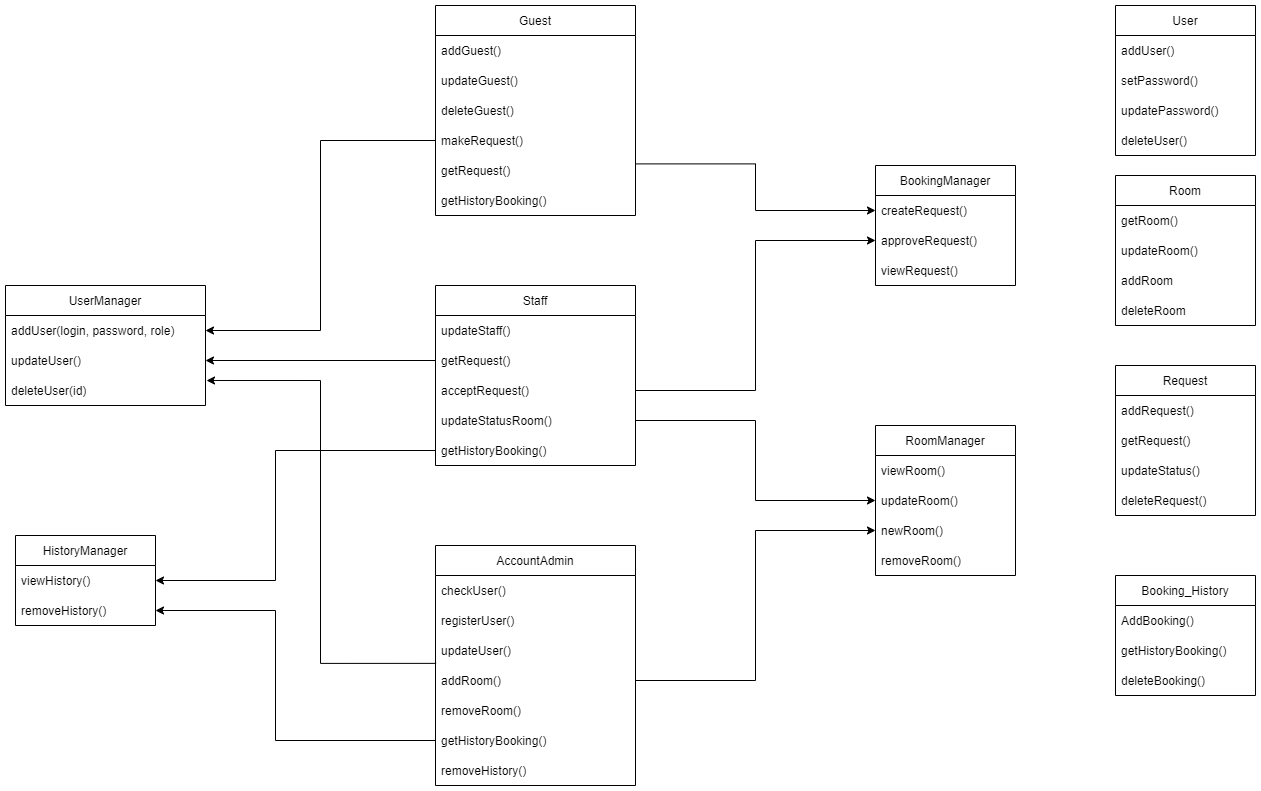 Guest
addGuest()
updateGuest()
deleteGuest()
makeRequest()
getRequest()
getHistoryBooking()
User
addUser()
setPassword()
updatePassword()
deleteUser()
BookingManager
createRequest()
approveRequest()
viewRequest()
Room
getRoom()
updateRoom()
addRoom
deleteRoom
UserManager
addUser(login, password, role)
updateUser()
deleteUser(id)
Staff
updateStaff()
getRequest()
acceptRequest()
updateStatusRoom()
getHistoryBooking()
Request
addRequest()
getRequest()
updateStatus()
deleteRequest()
RoomManager
viewRoom()
updateRoom()
newRoom()
removeRoom()
HistoryManager
viewHistory()
removeHistory()
AccountAdmin
checkUser()
registerUser()
updateUser()
addRoom()
removeRoom()
getHistoryBooking()
removeHistory()
Booking_History
AddBooking()
getHistoryBooking()
deleteBooking()